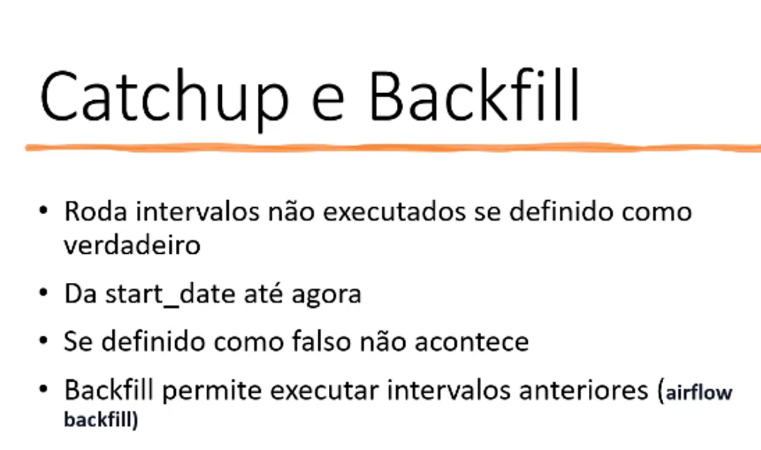 Catchup e Backfill
• Roda intervalos não executados se definido como
verdadeiro
• Da start_date até agora
• Se definido como falso não acontece
• Backfill permite executar intervalos anteriores (airflow
backfill)